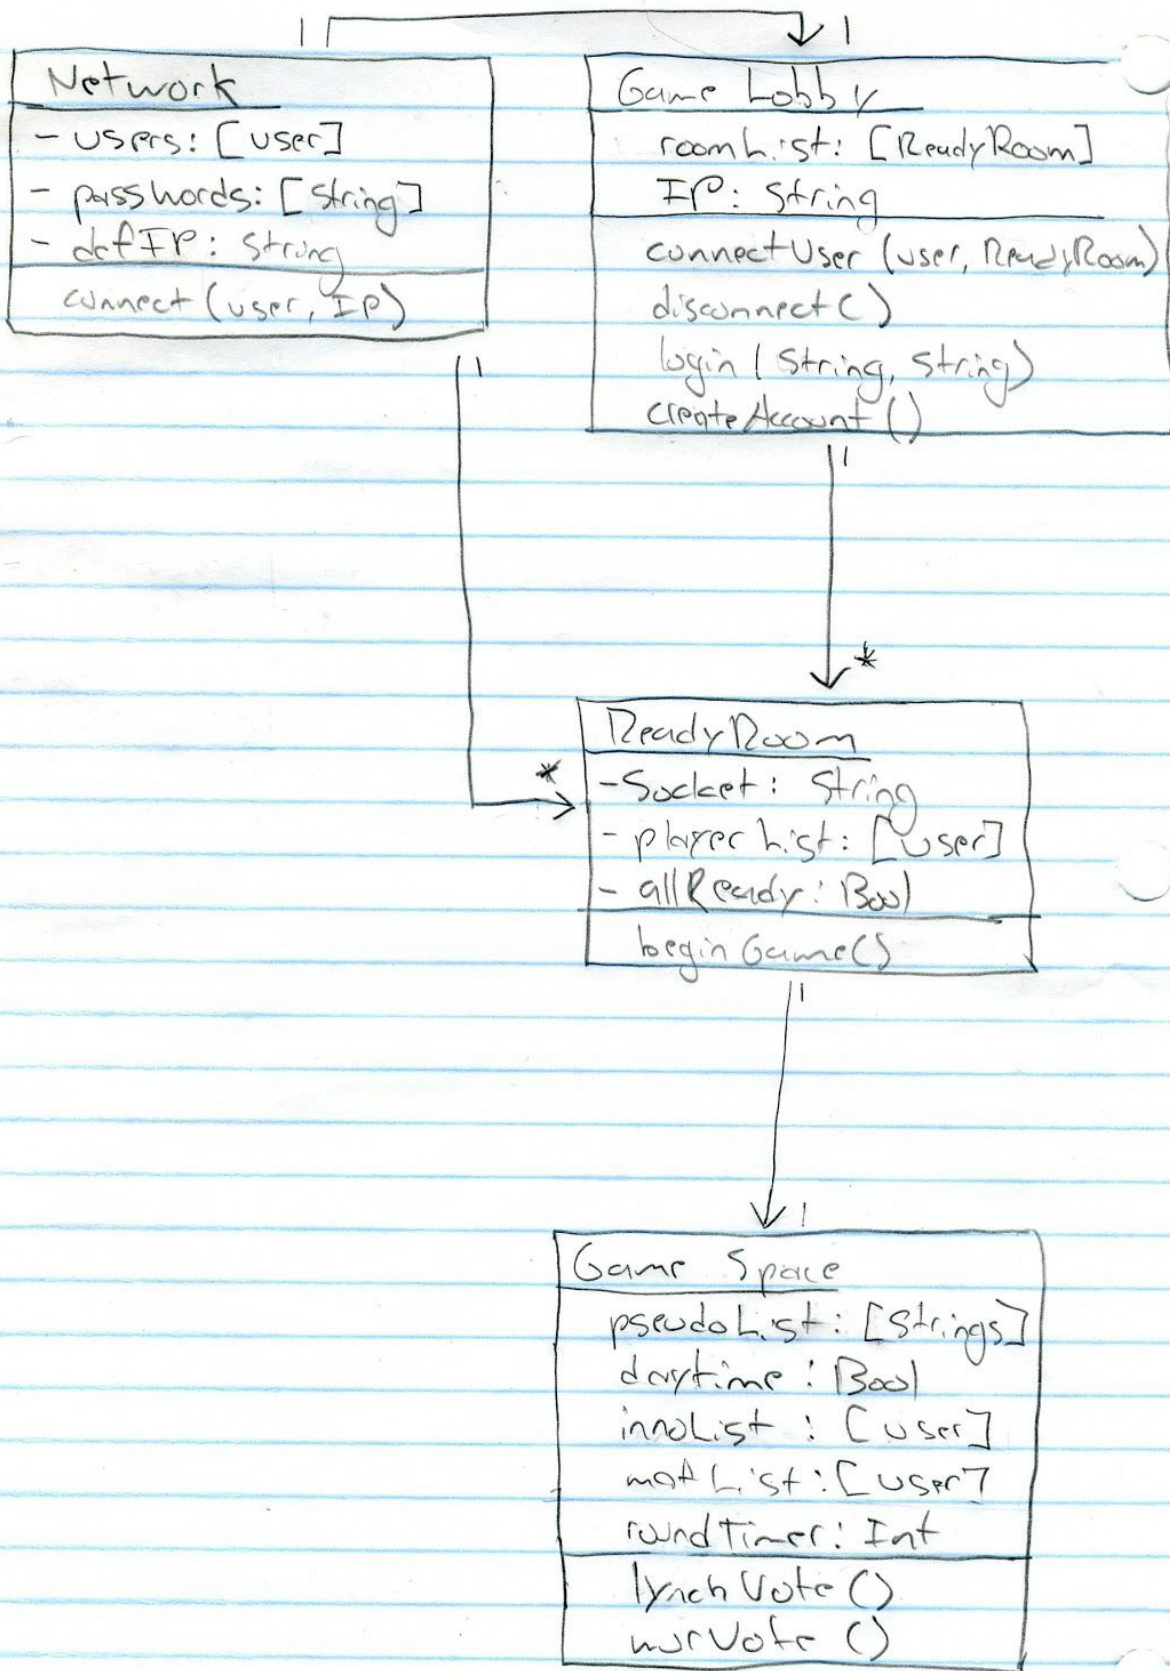 1
1
Network
- users: [user]
- passwords: [string]
- defIP: string
connect (user, IP)
1
Game Lobby
roomList: [ReadyRoom]
IP: string
connectUser (user, ReadyRoom)
disconnect()
login (string, string)
createAccount()
1
*
*
ReadyRoom
-Socket: String
- playerList: [user]
- allReady: Bool
beginGame()
1
1
Game Space
pseudoList: [strings]
daytime: Bool
innoList: [user]
mafList: [user]
roundTimer: Int
lynchVote ()
murVote ()